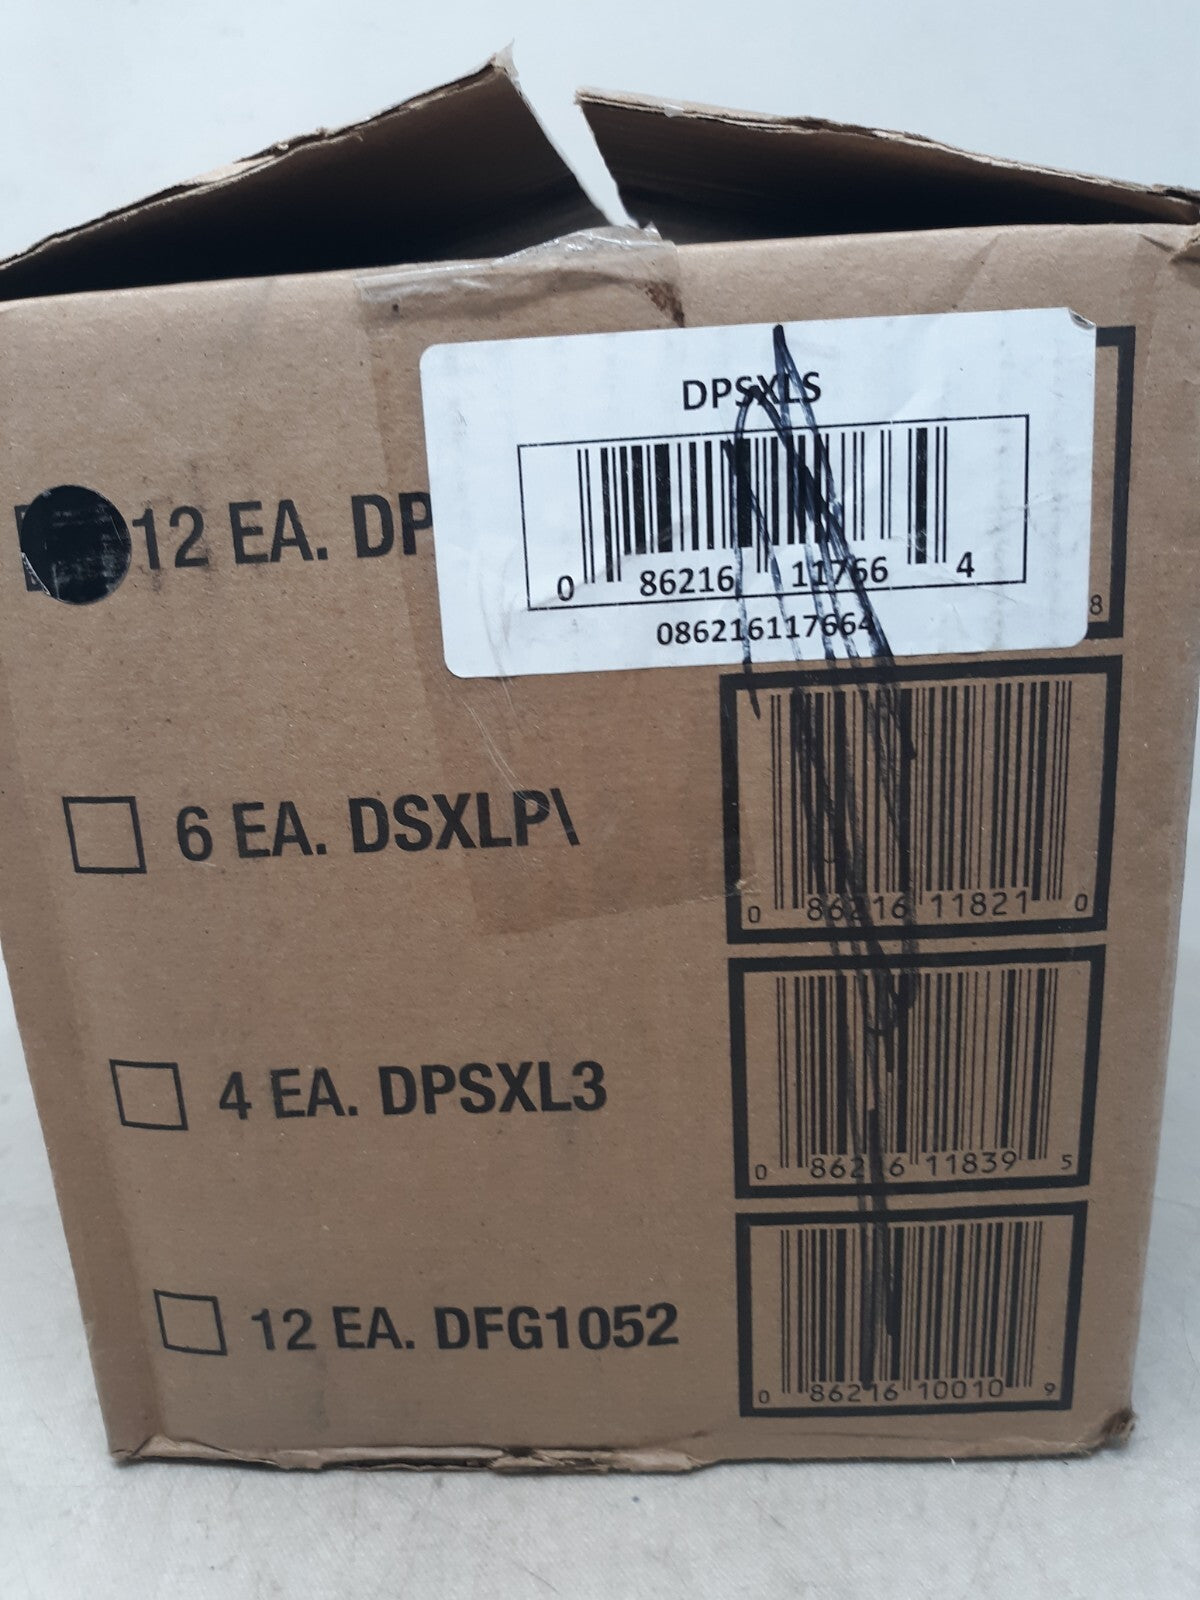 DPSXLS
0 86216 11766 4
086216117664
12 EA. DP
8
6 EA. DSXLP\
0 86216 11821 0
4 EA. DPSXL3
0 86216 11839 5
12 EA. DFG1052
0 86216 10010 9